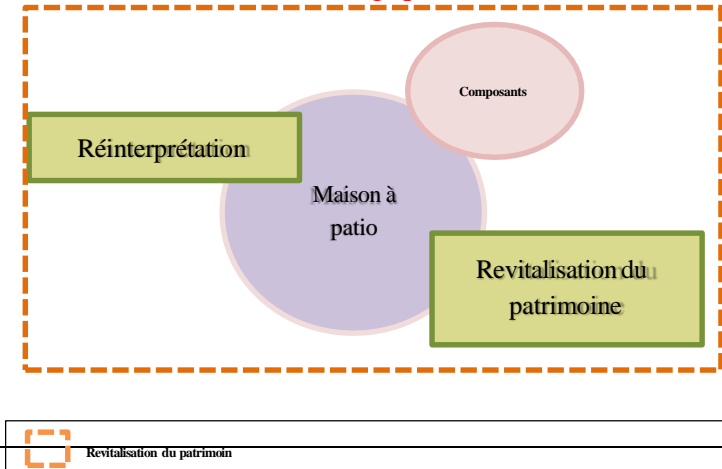 Composants
Réinterprétation
Maison à
patio
Revitalisation du
patrimoine
Revitalisation du patrimoin